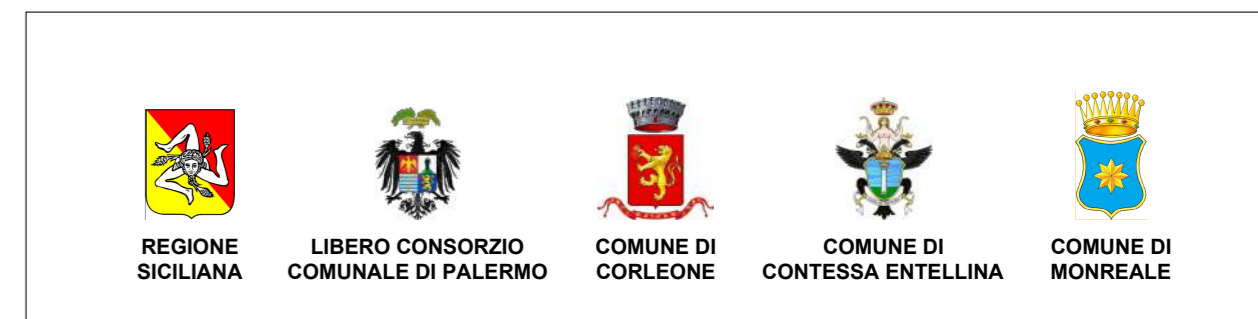 REGIONE
SICILIANA
LIBERO CONSORZIO
COMUNALE DI PALERMO
COMUNE DI
CORLEONE
COMUNE DI
CONTESSA ENTELLINA
COMUNE DI
MONREALE